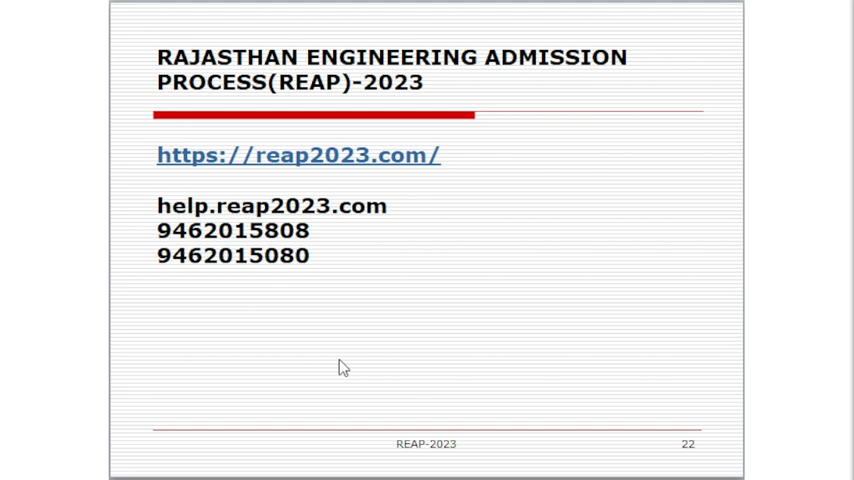 RAJASTHAN ENGINEERING ADMISSION
PROCESS(REAP)-2023
https://reap2023.com/
help.reap2023.com
9462015808
9462015080
REAP-2023
22